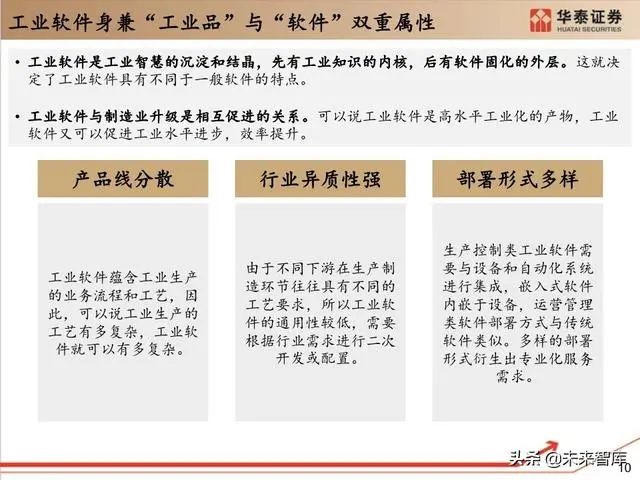 工业软件身兼“工业品”与“软件”双重属性
华泰证券
HUATAI SECURITIES
• 工业软件是工业智慧的沉淀和结晶，先有工业知识的内核，后有软件固化的外层。这就决
定了工业软件具有不同于一般软件的特点。
• 工业软件与制造业升级是相互促进的关系。可以说工业软件是高水平工业化的产物，工业
软件又可以促进工业水平进步，效率提升。
产品线分散
工业软件蕴含工业生产
的业务流程和工艺，因
此，可以说工业生产的
工艺有多复杂，工业软
件就可以有多复杂。
行业异质性强
由于不同下游在生产制
造环节往往具有不同的
工艺要求，所以工业软
件的通用性较低，需要
根据行业需求进行二次
开发或配置。
部署形式多样
生产控制类工业软件需
要与设备和自动化系统
进行集成，嵌入式软件
内嵌于设备，运营管理
类软件部署方式与传统
软件类似。多样的部署
形式衍生出专业化服务
需求。
头条@未来智库
10